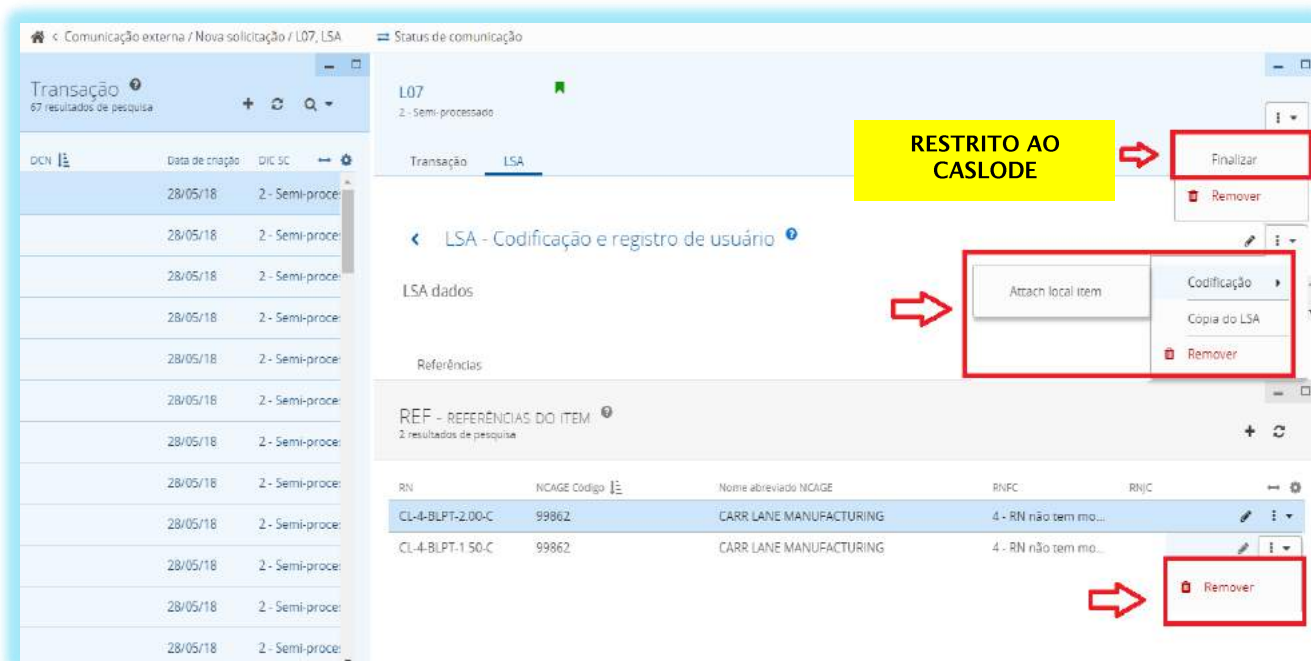 < Comunicação externa / Nova solicitação / L07, LSA
Status de comunicação
Transação
67 resultados de pesquisa
DCN
Data de criação
DIC SC
28/05/18 2 - Semi-proce
28/05/18 2 - Semi-proce
28/05/18 2 - Semi-proce
28/05/18 2 - Semi-proce
28/05/18 2 - Semi-proce
28/05/18 2 - Semi-proce
28/05/18 2 - Semi-proce
28/05/18 2 - Semi-proce
28/05/18 2 - Semi-proce
28/05/18 2 - Semi-proce
28/05/18 2 - Semi-proce
28/05/18 2 - Semi-proce
L07
2 - Semi-processado
Transação LSA
RESTRITO AO
CASLODE
Finalizar
Remover
LSA - Codificação e registro de usuário
LSA dados
Attach local item
Codificação
Cópia do LSA
Remover
Referências
REF - REFERÊNCIAS DO ITEM
2 resultados de pesquisa
RN NCAGE Código Nome abreviado NCAGE RNFC RNJC
CL-4-BLPT-2.00-C 99862 CARR LANE MANUFACTURING 4 - RN não tem mo...
CL-4-BLPT-1.50-C 99862 CARR LANE MANUFACTURING 4 - RN não tem mo...
Remover